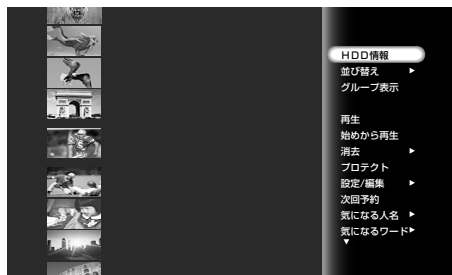 HDD情報
並び替え ▶
グループ表示
再生
始めから再生
消去 ▶
プロテクト
設定/編集 ▶
次回予約
気になる人名 ▶
気になるワード▶
▼